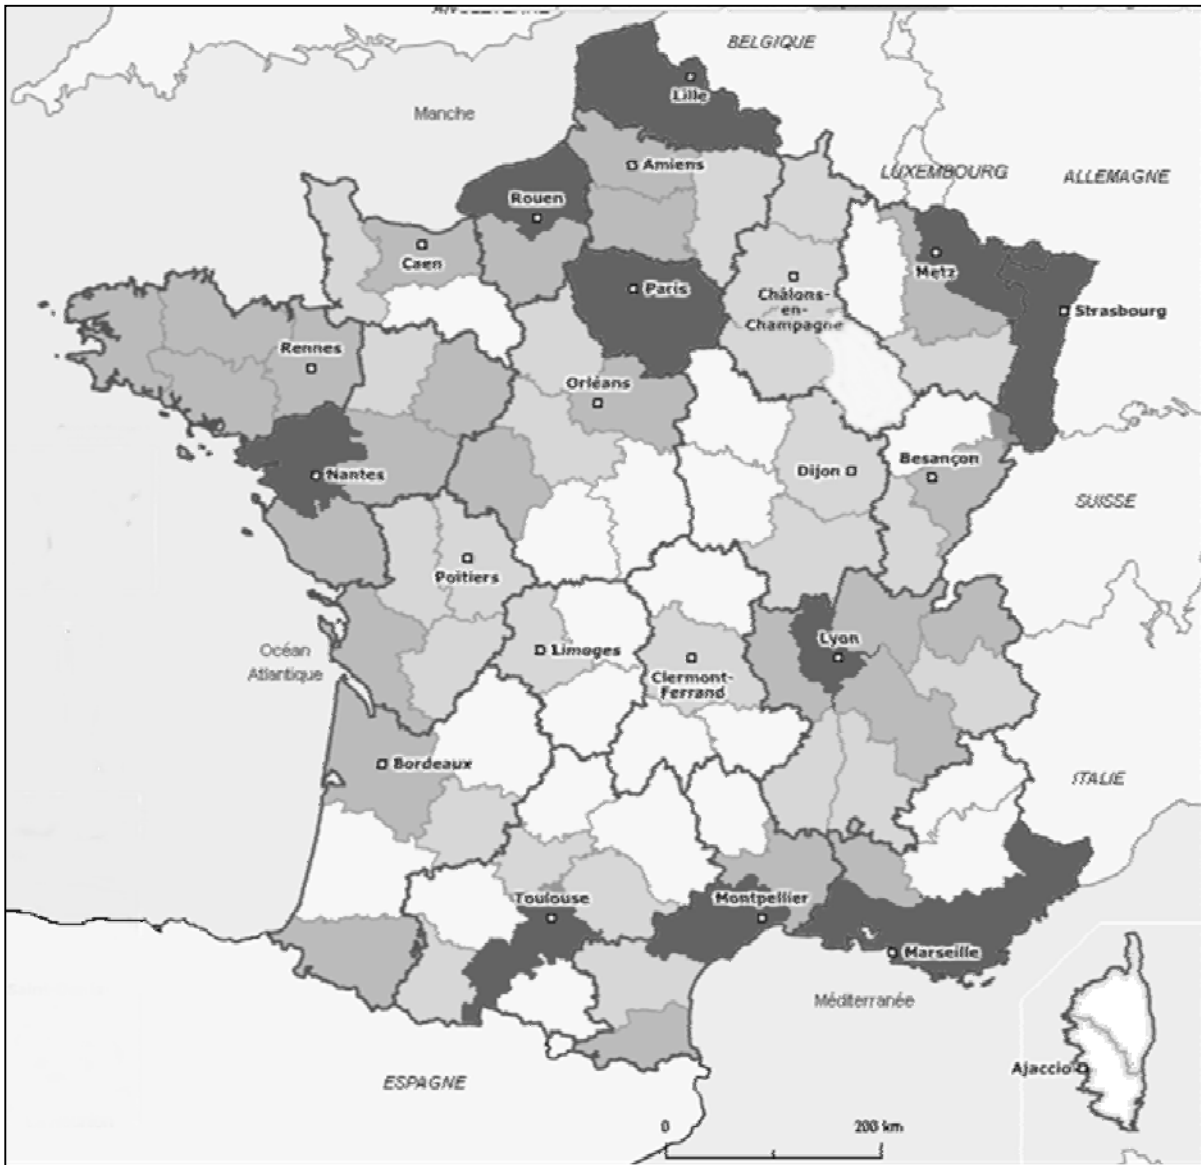 BELGIQUE
Lille
Manche
Amiens
LUXEMBOURG
ALLEMAGNE
Rouen
Caen
Metz
Paris
Châlons-
en-
Champagne
Strasbourg
Rennes
Orléans
Nantes
Dijon
Besançon
SUISSE
Poitiers
Océan
Atlantique
Limoges
Lyon
Clermont-
Ferrand
Bordeaux
ITALIE
Toulouse
Montpellier
Marseille
Méditerranée
Ajaccio
ESPAGNE
0
200 km